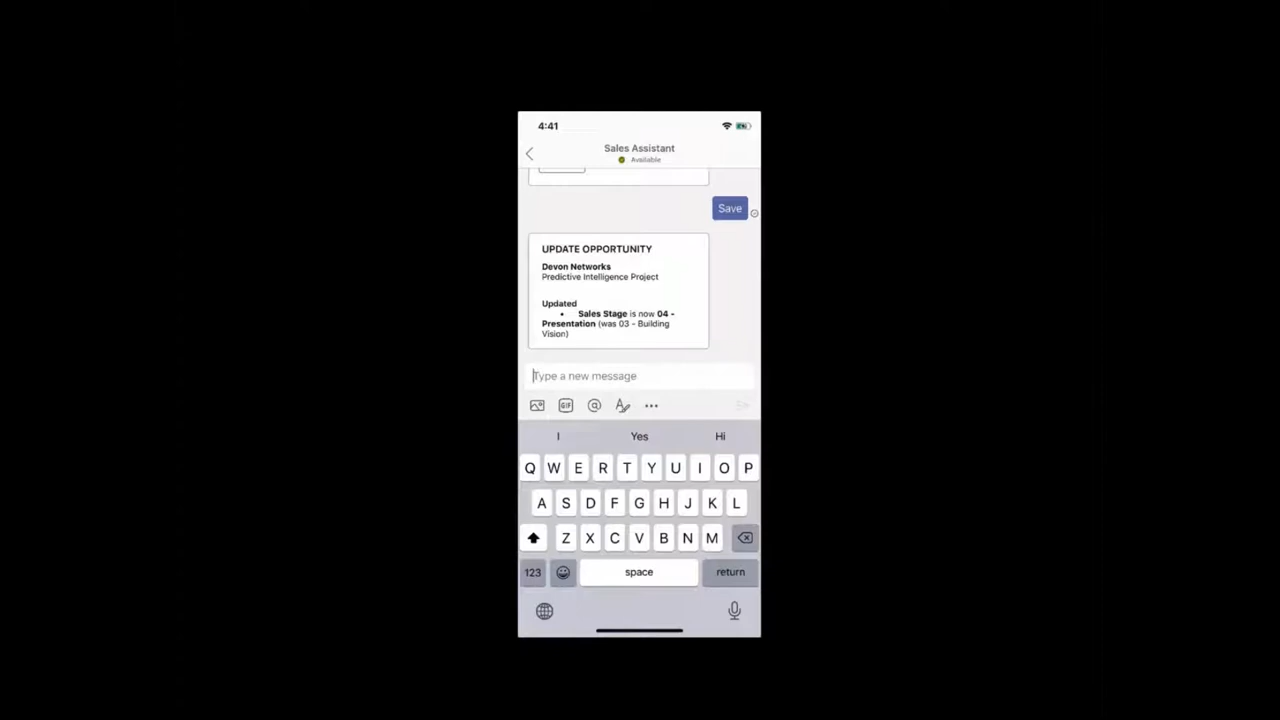 4:41
Sales Assistant
Available
Save
UPDATE OPPORTUNITY
Devon Networks
Predictive Intelligence Project
Updated
• Sales Stage is now 04 -
Presentation (was 03 - Building
Vision)
Type a new message
GIF
I Yes Hi
Q W E R T Y U I O P
A S D F G H J K L
Z X C V B N M
123 space return